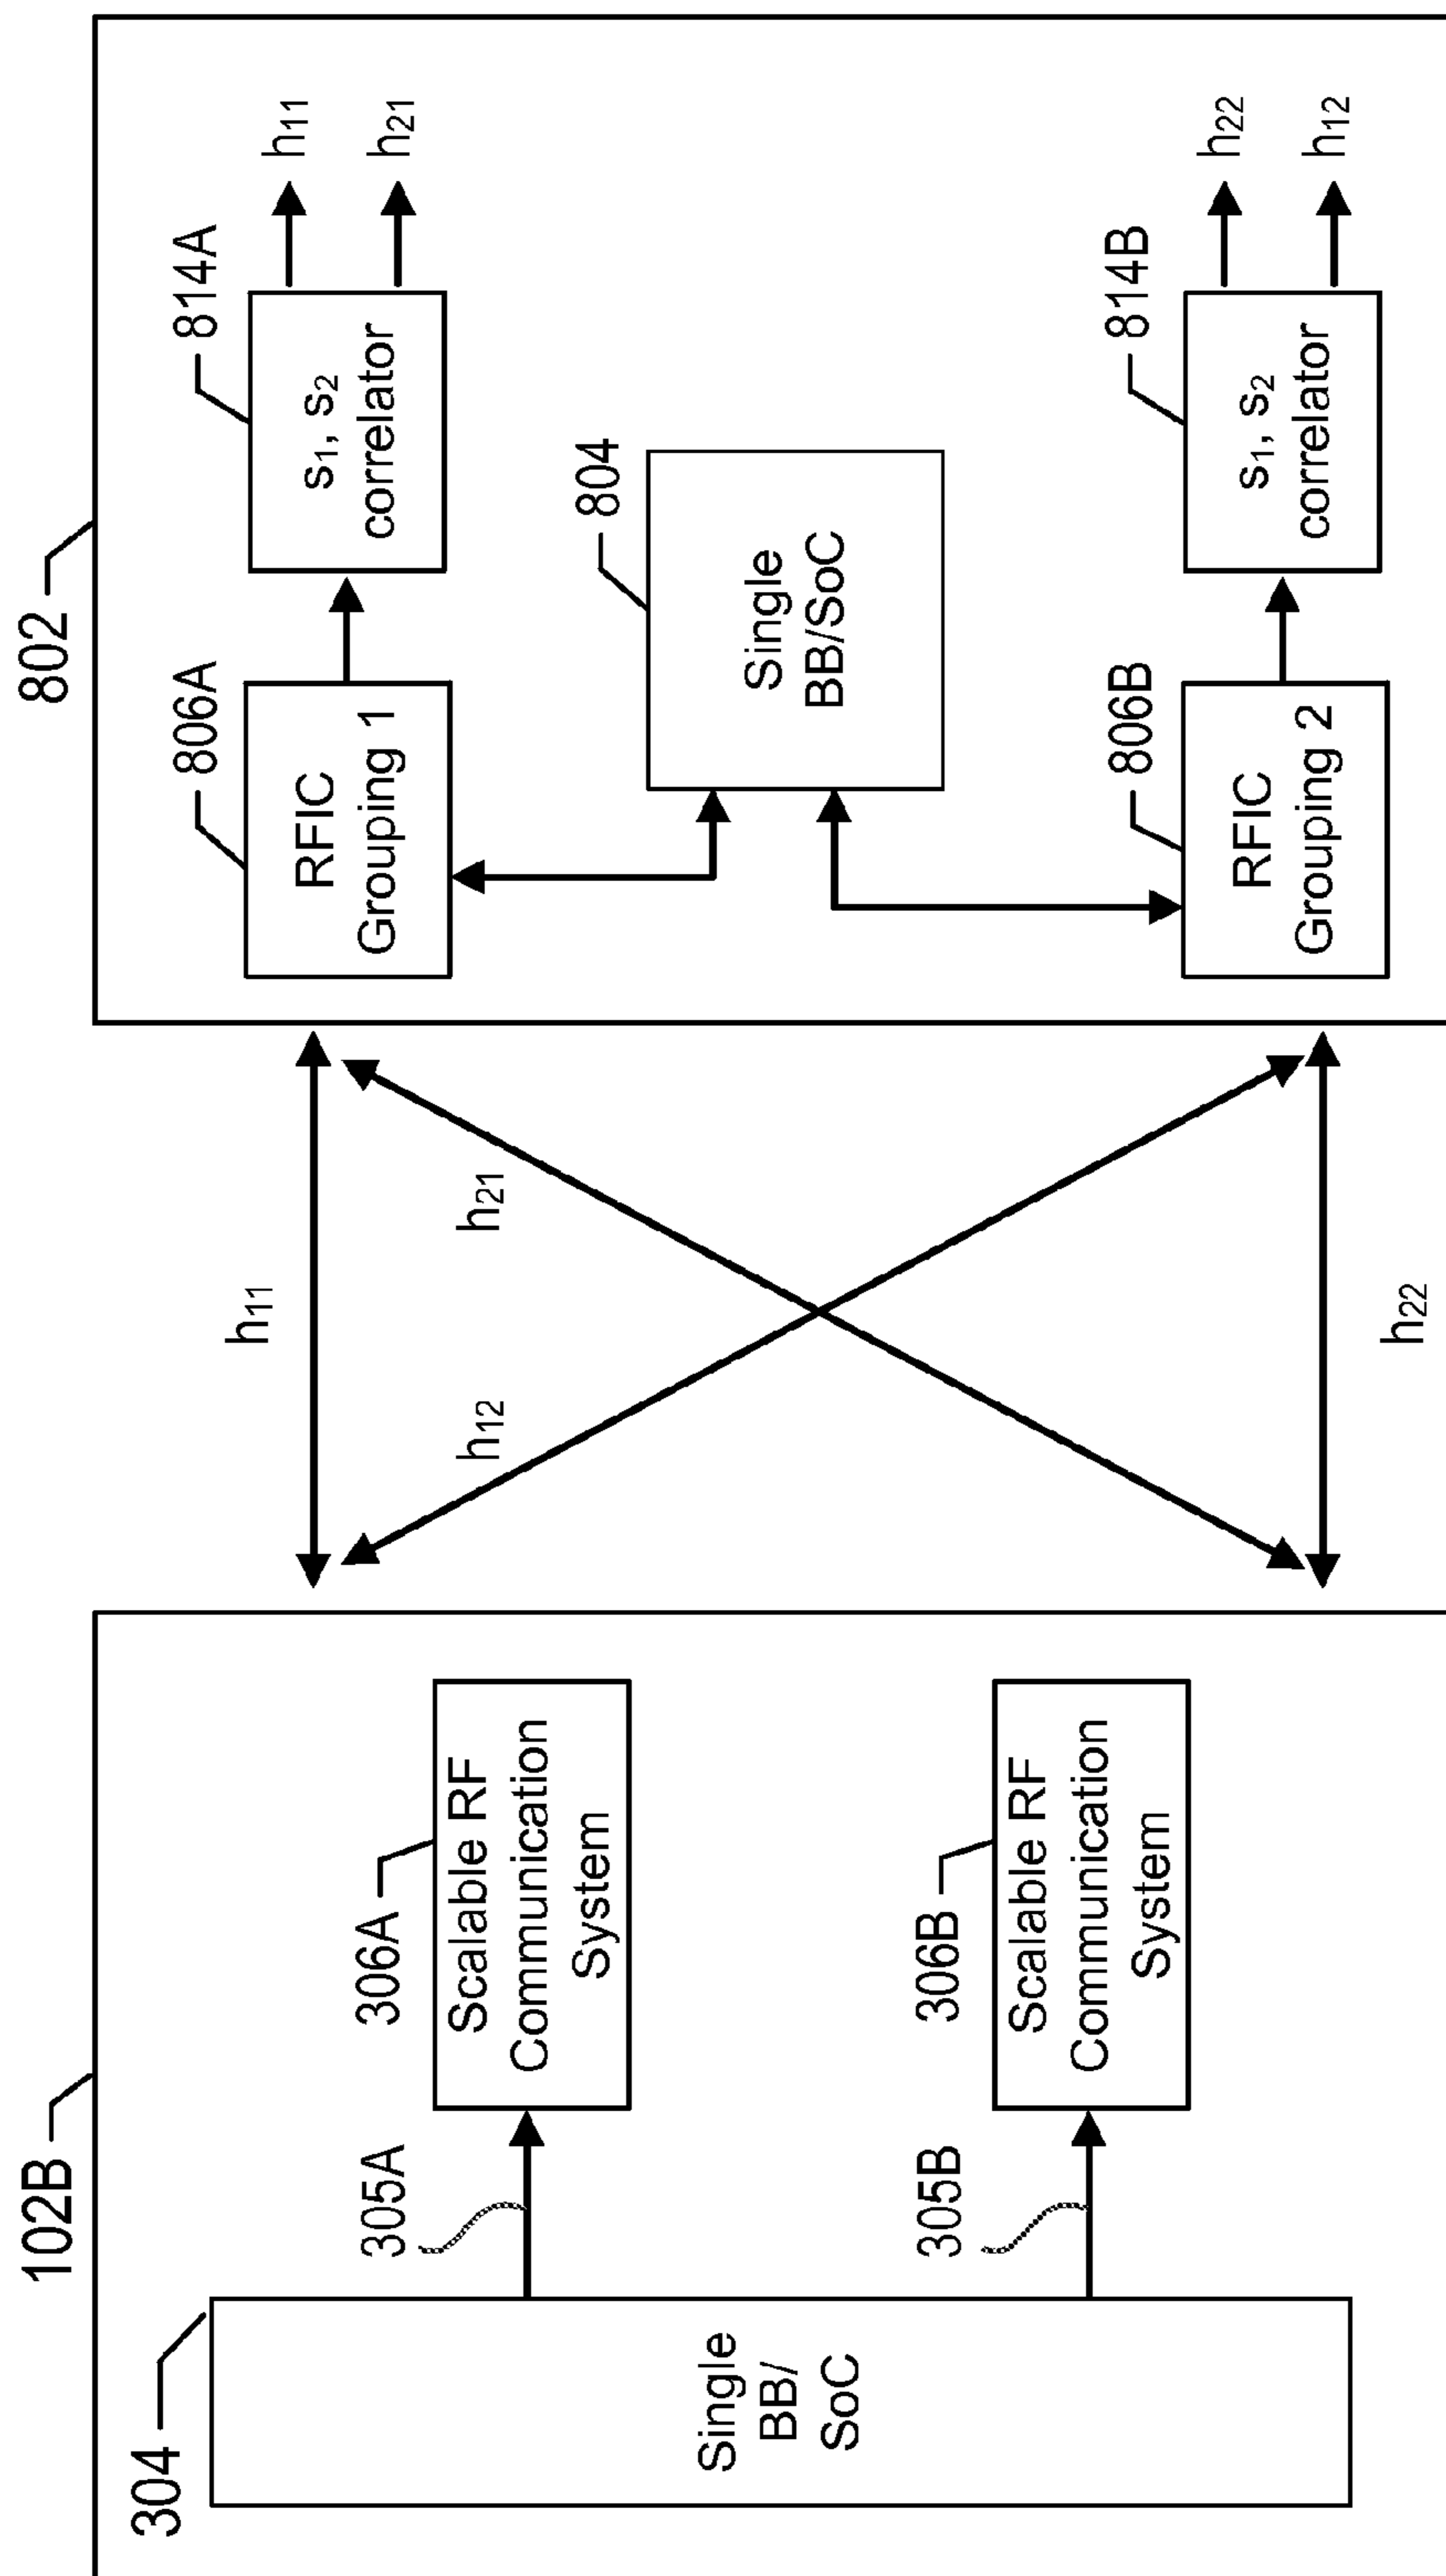 102B
304
Single
BB/
SoC
305A
305B
306A
Scalable RF
Communication
System
306B
Scalable RF
Communication
System
h11
h12
h21
h22
802
806A
RFIC
Grouping 1
814A
s1, s2
correlator
h11
h21
804
Single
BB/SoC
806B
RFIC
Grouping 2
814B
s1, s2
correlator
h22
h12